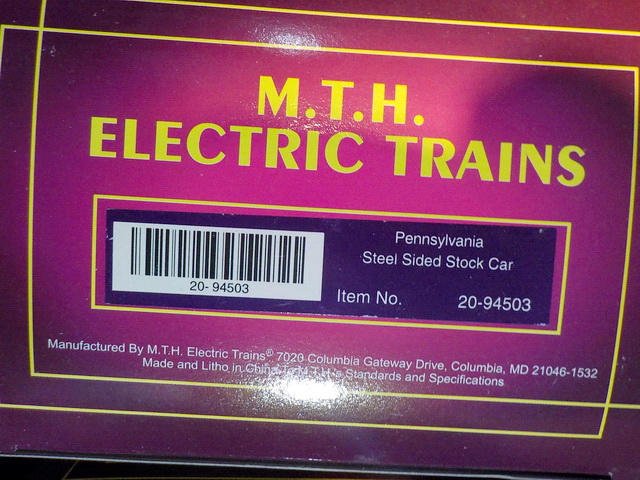 M.T.H.
ELECTRIC TRAINS
20-94503
Pennsylvania
Steel Sided Stock Car
Item No. 20-94503
Manufactured By M.T.H. Electric Trains® 7020 Columbia Gateway Drive, Columbia, MD 21046-1532
Made and Litho in China To M.T.H.'s Standards and Specifications